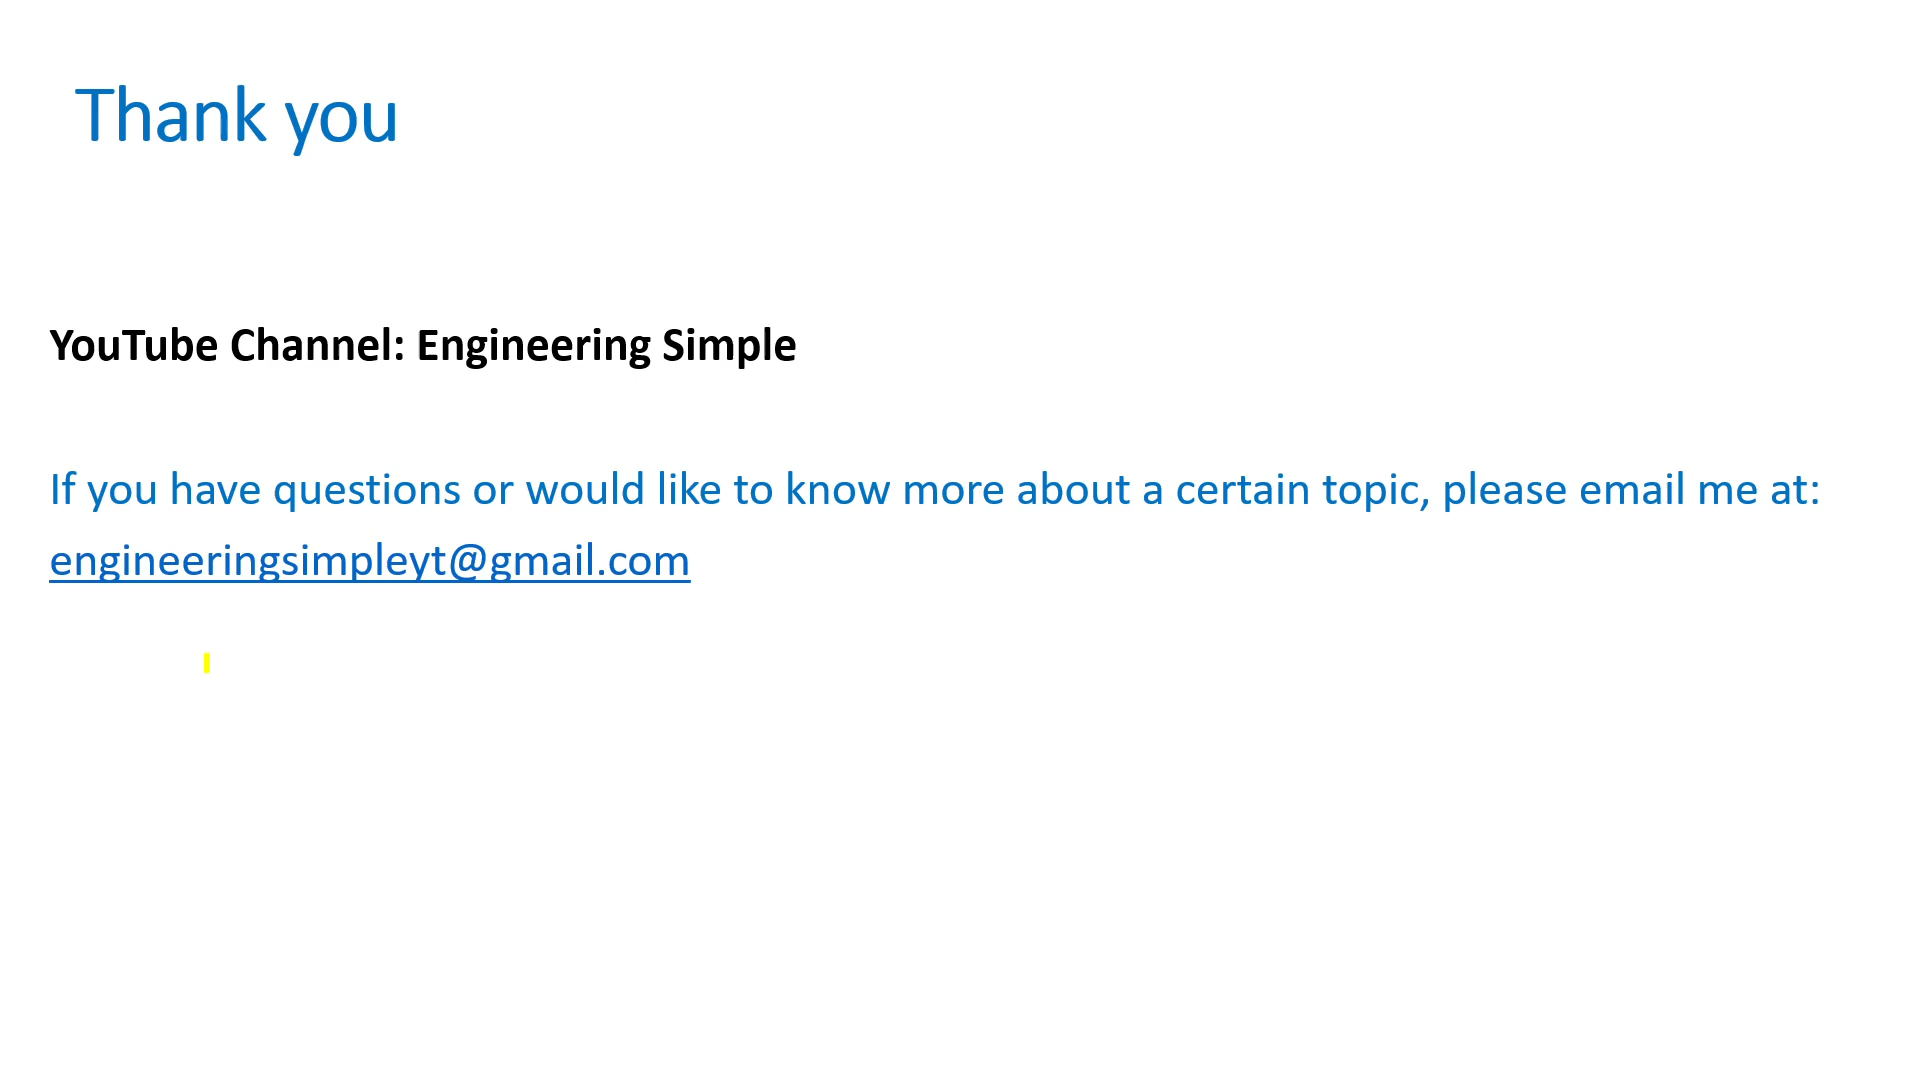 Thank you
YouTube Channel: Engineering Simple
If you have questions or would like to know more about a certain topic, please email me at:
engineeringsimpleyt@gmail.com